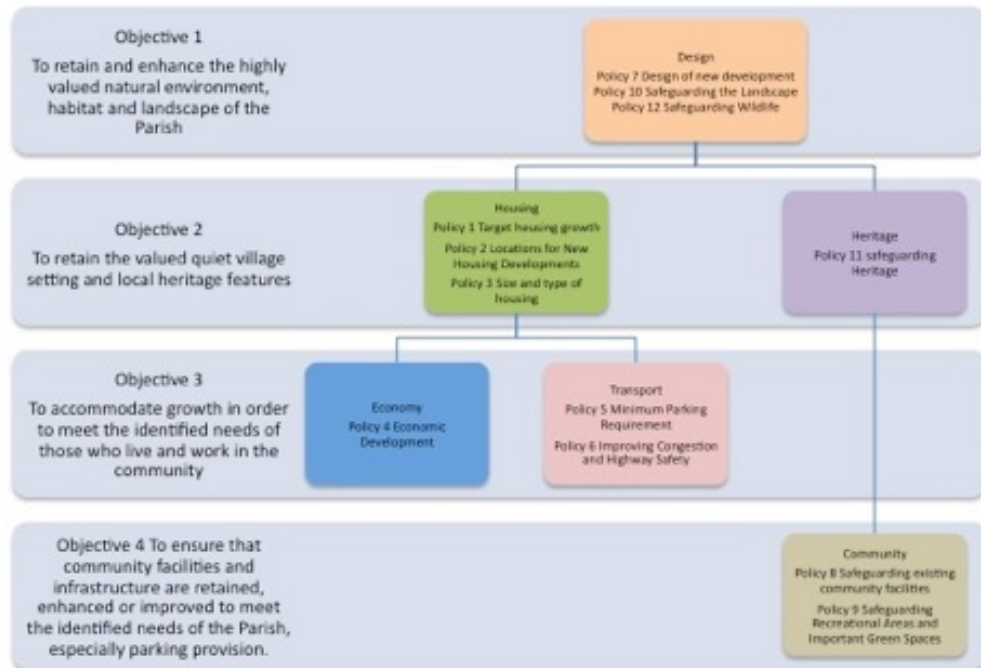 Objective 1
To retain and enhance the highly
valued natural environment,
habitat and landscape of the
Parish
Design
Policy 7 Design of new development
Policy 10 Safeguarding the Landscape
Policy 12 Safeguarding Wildlife
Objective 2
To retain the valued quiet village
setting and local heritage features
Housing
Policy 1 Target housing growth
Policy 2 Locations for New
Housing Developments
Policy 3 Size and type of
housing
Heritage
Policy 11 safeguarding
Heritage
Objective 3
To accommodate growth in order
to meet the identified needs of
those who live and work in the
community
Economy
Policy 4 Economic
Development
Transport
Policy 5 Minimum Parking
Requirement
Policy 6 Improving Congestion
and Highway Safety
Objective 4 To ensure that
community facilities and
infrastructure are retained,
enhanced or improved to meet
the identified needs of the Parish,
especially parking provision.
Community
Policy 8 Safeguarding existing
community facilities
Policy 9 Safeguarding
Recreational Areas and
Important Green Spaces